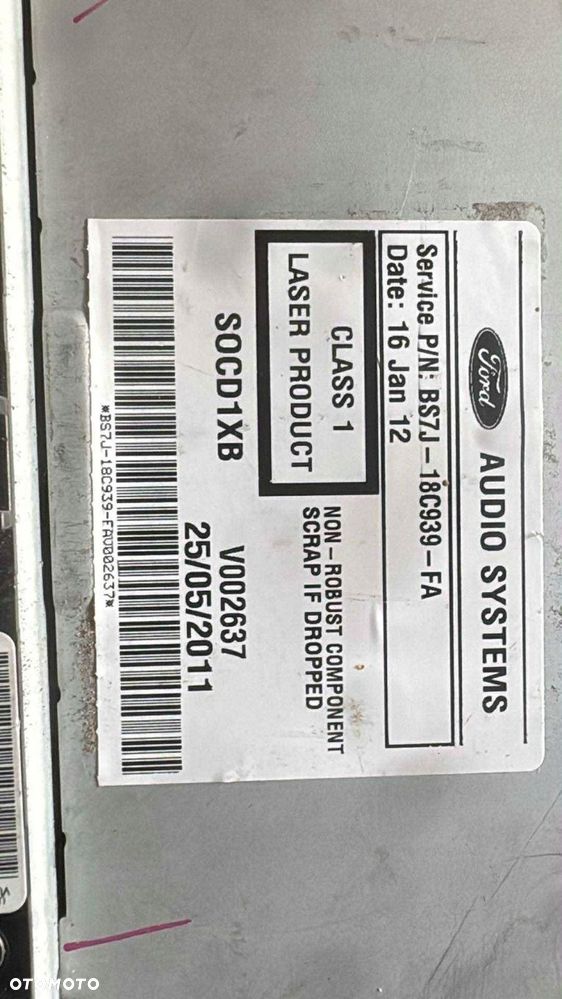 Ford AUDIO SYSTEMS
Service P/N: BS7J-18C939-FA
Date: 16 Jan 12
CLASS 1
LASER PRODUCT
NON-ROBUST COMPONENT
SCRAP IF DROPPED
SOCD1XB V002637
25/05/2011
*BS7J-18C939-FAV002637*
OTOMOTO